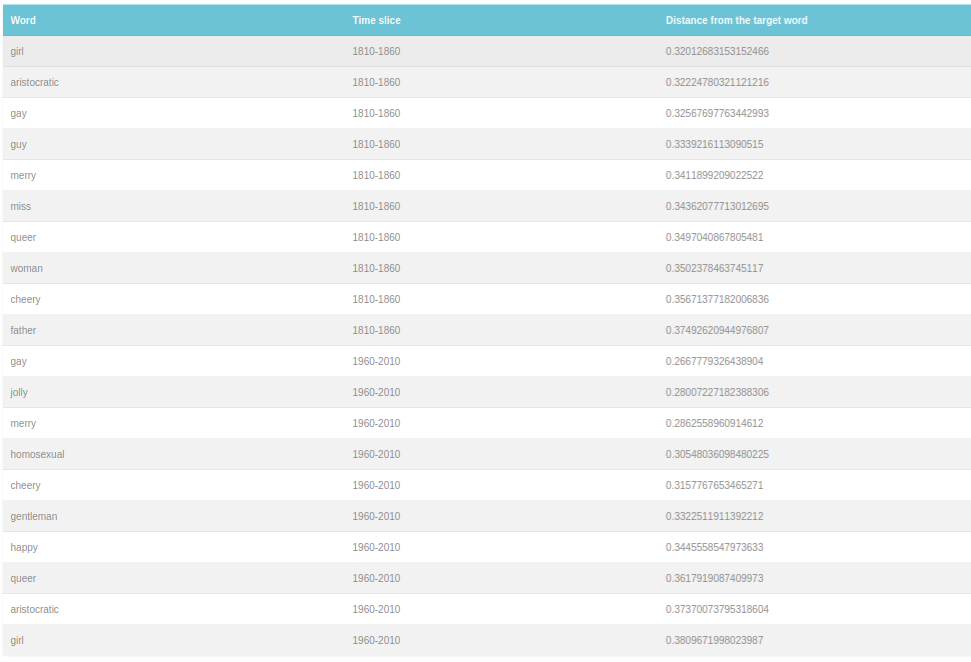 Word Time slice Distance from the target word
girl 1810-1860 0.32012683153152466
aristocratic 1810-1860 0.32224780321121216
gay 1810-1860 0.32567697763442993
guy 1810-1860 0.3339216113090515
merry 1810-1860 0.3411899209022522
miss 1810-1860 0.34362077713012695
queer 1810-1860 0.3497040867805481
woman 1810-1860 0.3502378463745117
cheery 1810-1860 0.35671377182006836
father 1810-1860 0.37492620944976807
gay 1960-2010 0.2667779326438904
jolly 1960-2010 0.28007227182388306
merry 1960-2010 0.2862558960914612
homosexual 1960-2010 0.30548036098480225
cheery 1960-2010 0.3157767653465271
gentleman 1960-2010 0.3322511911392212
happy 1960-2010 0.3445558547973633
queer 1960-2010 0.3617919087409973
aristocratic 1960-2010 0.37370073795318604
girl 1960-2010 0.3809671998023987